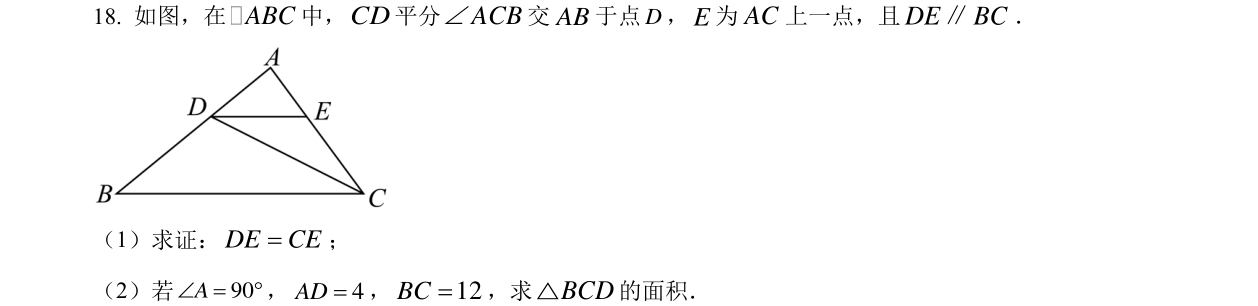 18. 如图，在□ABC中，CD平分∠ACB交AB于点D，E为AC上一点，且DE∥BC．
A
D
E
B
C
（1）求证：DE=CE；
（2）若∠A=90°，AD=4，BC=12，求△BCD的面积．